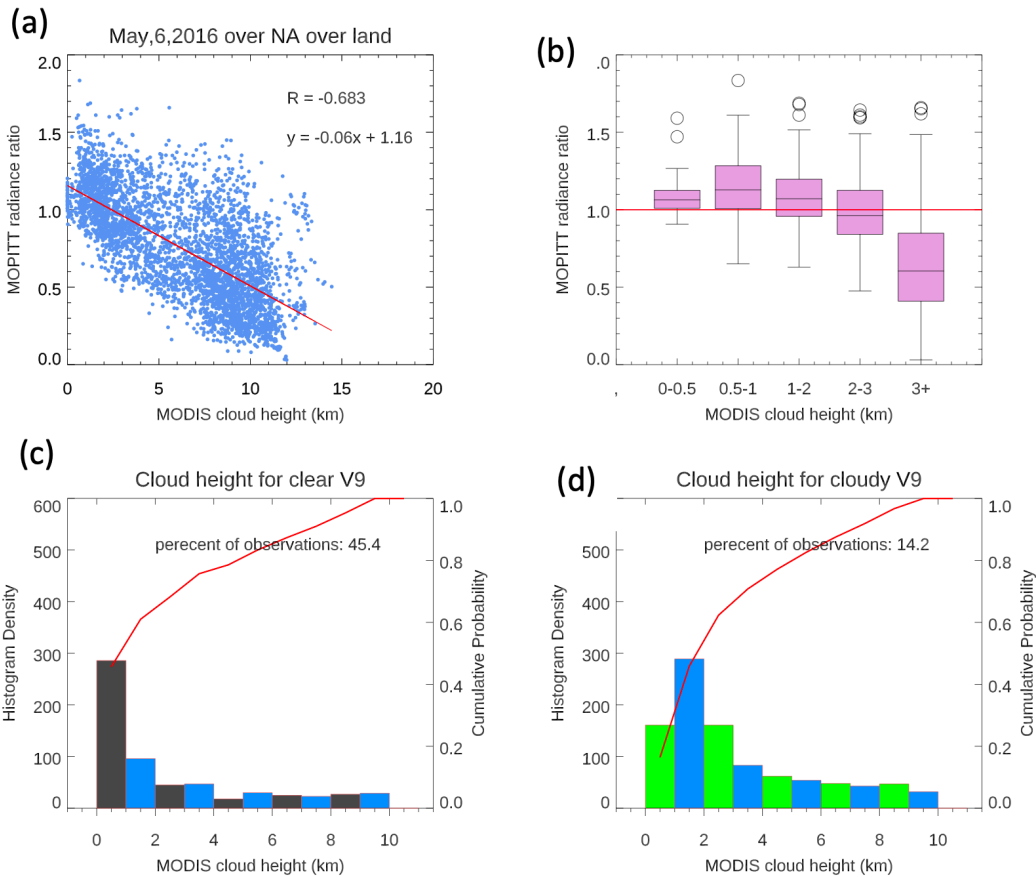 (a)
May,6,2016 over NA over land
2.0
1.5
1.0
0.5
0.0
MOPITT radiance ratio
R = -0.683
y = -0.06x + 1.16
0 5 10 15 20
MODIS cloud height (km)
(b)
.0
1.5
1.0
0.5
0.0
MOPITT radiance ratio
, 0-0.5 0.5-1 1-2 2-3 3+
MODIS cloud height (km)
(c)
Cloud height for clear V9
600
500
400
300
200
100
0
Histogram Density
perecent of observations: 45.4
1.0
0.8
0.6
0.4
0.2
0.0
Cumulative Probability
0 2 4 6 8 10
MODIS cloud height (km)
(d)
Cloud height for cloudy V9
500
400
300
200
100
0
Histogram Density
perecent of observations: 14.2
1.0
0.8
0.6
0.4
0.2
0.0
Cumulative Probability
0 2 4 6 8 10
MODIS cloud height (km)